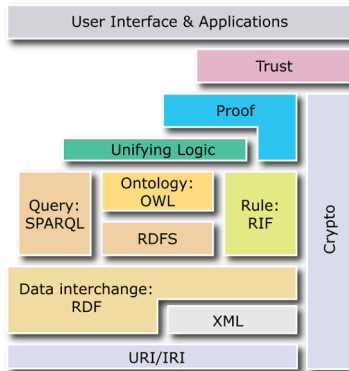 User Interface & Applications
Trust
Proof
Unifying Logic
Ontology:
OWL
Query:
SPARQL
Rule:
RIF
RDFS
Crypto
Data interchange:
RDF
XML
URI/IRI